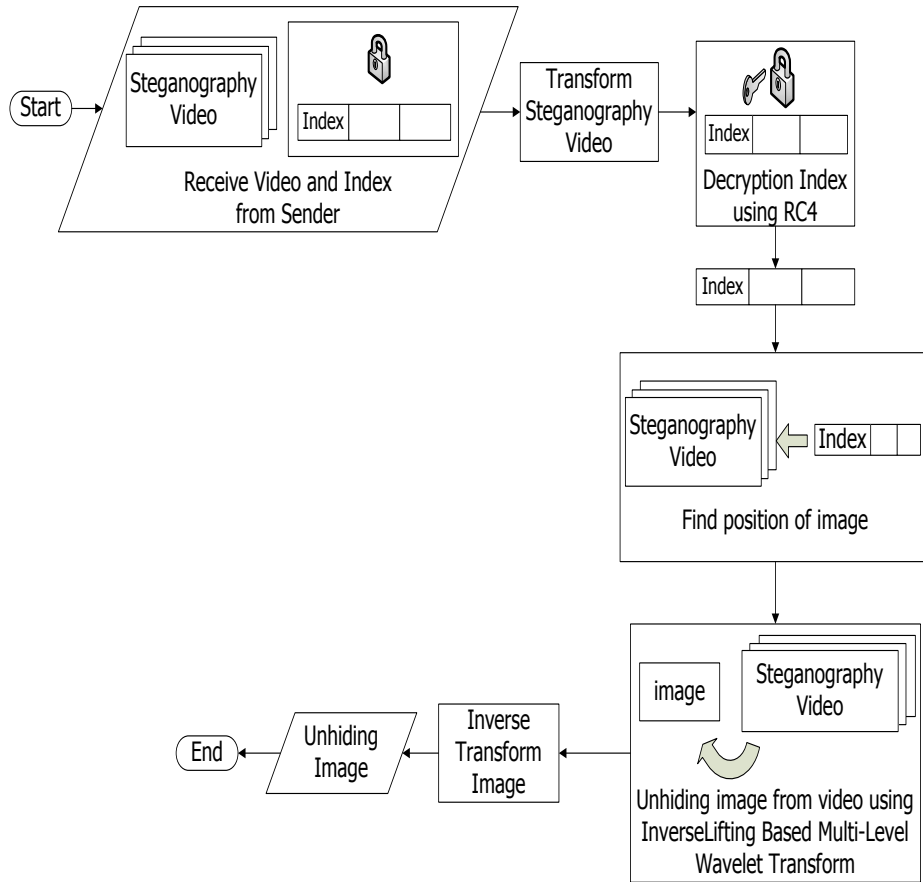 Start
Steganography
Video
Index
Receive Video and Index
from Sender
Transform
Steganography
Video
Index
Decryption Index
using RC4
Index
Steganography
Video
Index
Find position of image
image
Steganography
Video
Unhiding image from video using
InverseLifting Based Multi-Level
Wavelet Transform
Inverse
Transform
Image
Unhiding
Image
End